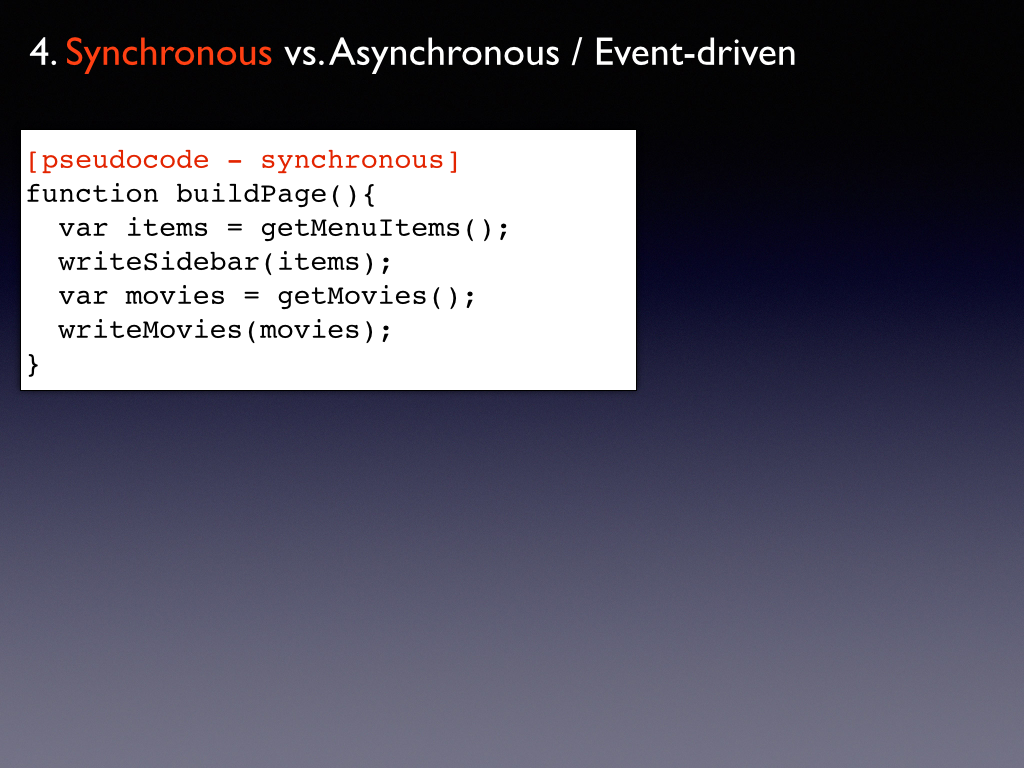 4. Synchronous vs. Asynchronous / Event-driven
[pseudocode - synchronous]
function buildPage(){
  var items = getMenuItems();
  writeSidebar(items);
  var movies = getMovies();
  writeMovies(movies);
}